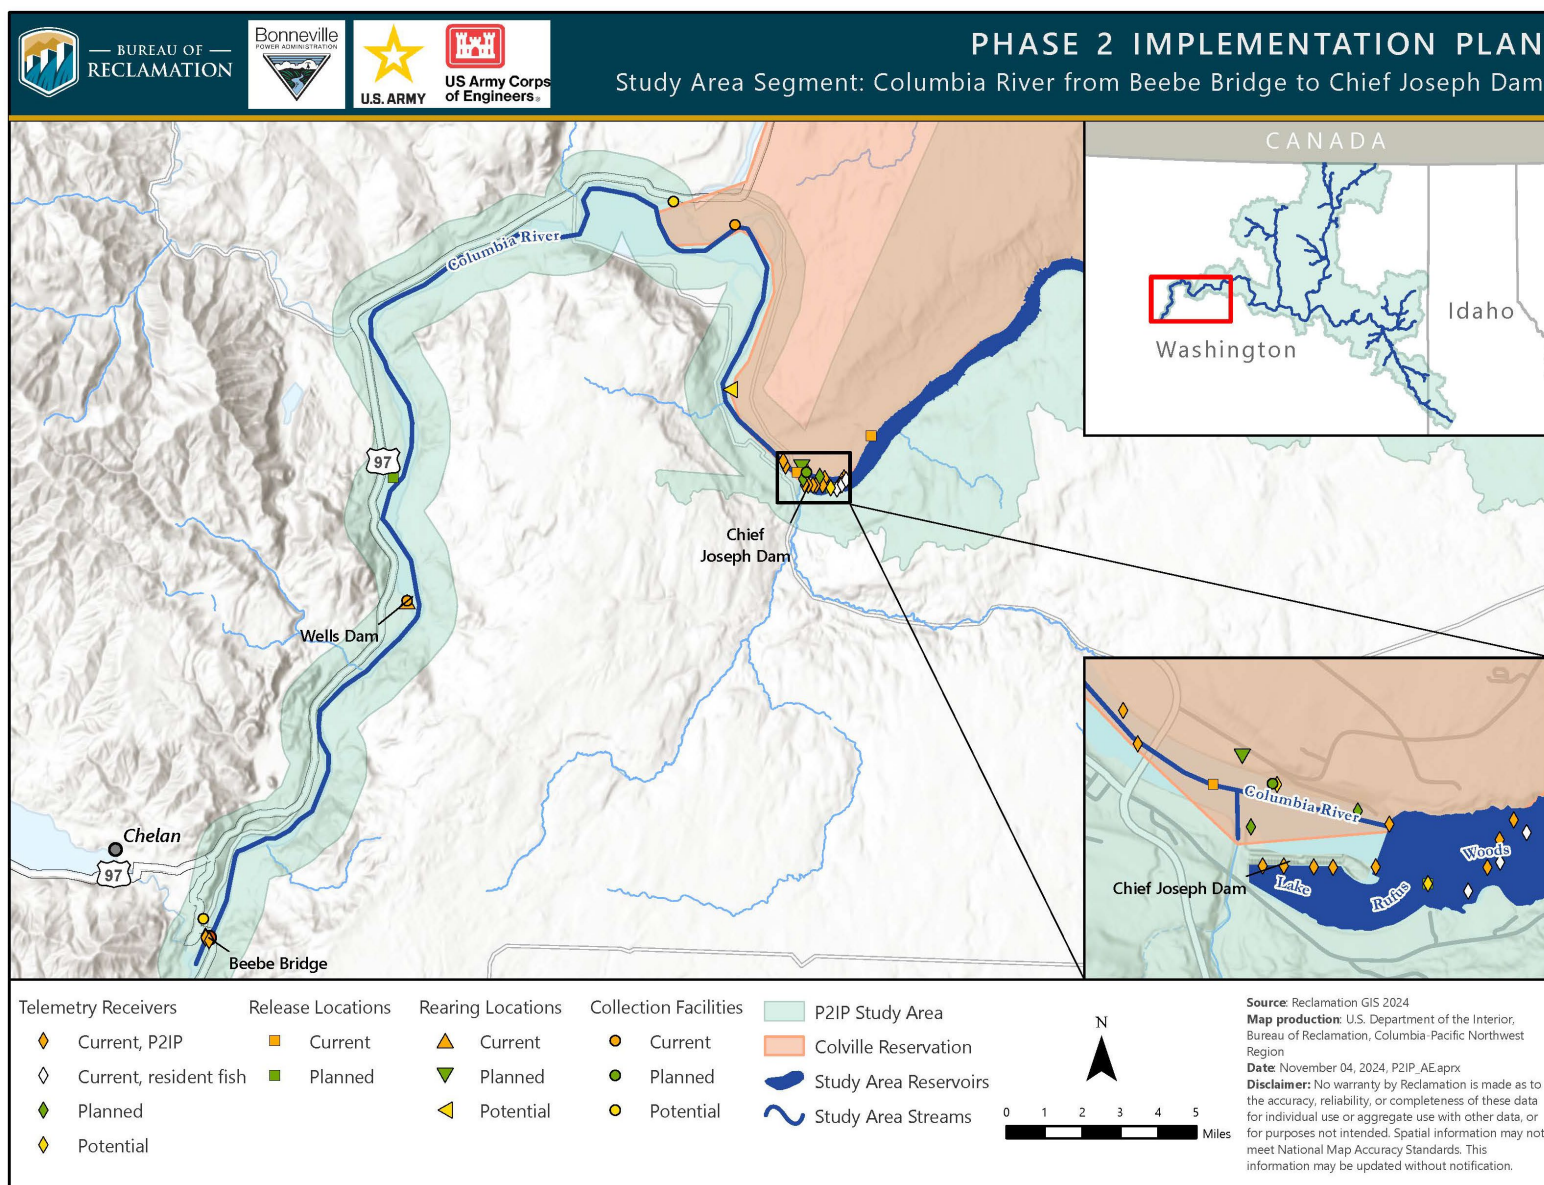 BUREAU OF
RECLAMATION
Bonneville
POWER ADMINISTRATION
U.S. ARMY
US Army Corps
of Engineers®
PHASE 2 IMPLEMENTATION PLAN
Study Area Segment: Columbia River from Beebe Bridge to Chief Joseph Dam
CANADA
Idaho
Washington
Columbia River
97
Chief
Joseph Dam
Wells Dam
Chelan
97
Beebe Bridge
Columbia River
Woods
Chief Joseph Dam
Lake
Rufus
Telemetry Receivers
Current, P2IP
Current, resident fish
Planned
Potential
Release Locations
Current
Planned
Rearing Locations
Current
Planned
Potential
Collection Facilities
Current
Planned
Potential
P2IP Study Area
Colville Reservation
Study Area Reservoirs
Study Area Streams
N
0 1 2 3 4 5
Miles
Source: Reclamation GIS 2024
Map production: U.S. Department of the Interior,
Bureau of Reclamation, Columbia-Pacific Northwest
Region
Date: November 04, 2024, P2IP_AE.aprx
Disclaimer: No warranty by Reclamation is made as to
the accuracy, reliability, or completeness of these data
for individual use or aggregate use with other data, or
for purposes not intended. Spatial information may not
meet National Map Accuracy Standards. This
information may be updated without notification.